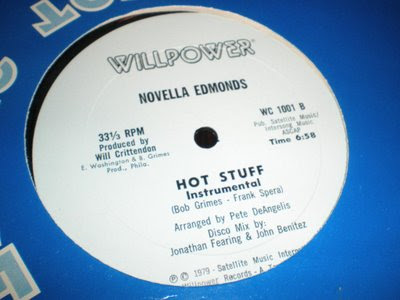 WILLPOWER®
NOVELLA EDMONDS
33⅓ RPM
Produced by
Will Crittendon
E. Washington & B. Grimes
Prod., Phila.
WC 1001 B
Pub. Satellite Music/
Intersong Music
ASCAP
Time 6:58
HOT STUFF
Instrumental
(Bob Grimes - Frank Spera)
Arranged by Pete DeAngelis
Disco Mix by:
Jonathan Fearing & John Benitez
℗ © 1979 - Satellite Music
Willpower Records - A